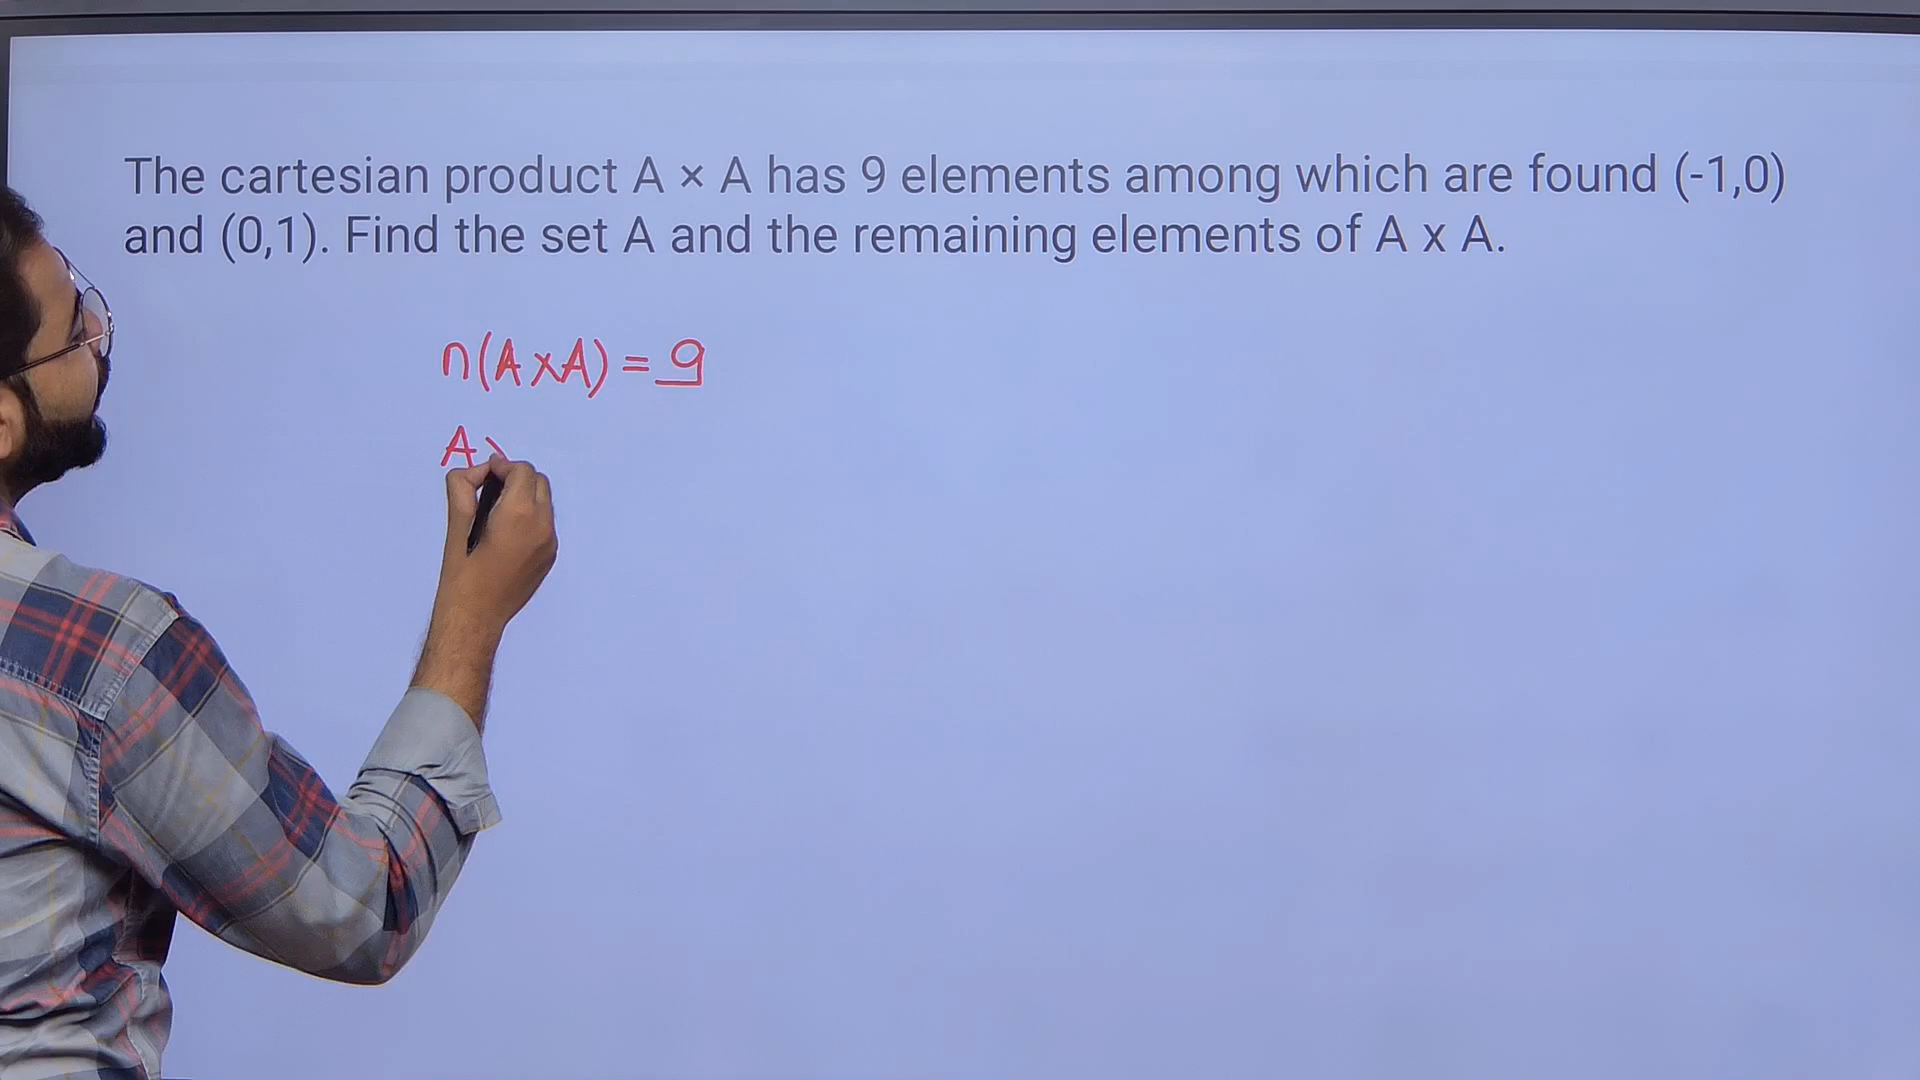 The cartesian product A × A has 9 elements among which are found (-1,0)
and (0,1). Find the set A and the remaining elements of A x A.
n(A×A) = 9
A ×